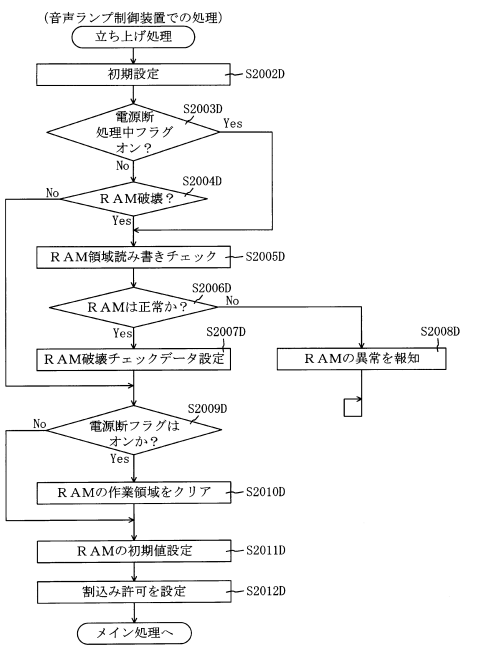 (音声ランプ制御装置での処理)
立ち上げ処理
初期設定
S2002D
電源断
処理中フラグ
オン？
S2003D
Yes
No
RAM破壊？
S2004D
No
Yes
RAM領域読み書きチェック
S2005D
RAMは正常か？
S2006D
No
Yes
RAM破壊チェックデータ設定
S2007D
RAMの異常を報知
S2008D
電源断フラグは
オンか？
S2009D
No
Yes
RAMの作業領域をクリア
S2010D
RAMの初期値設定
S2011D
割込み許可を設定
S2012D
メイン処理へ